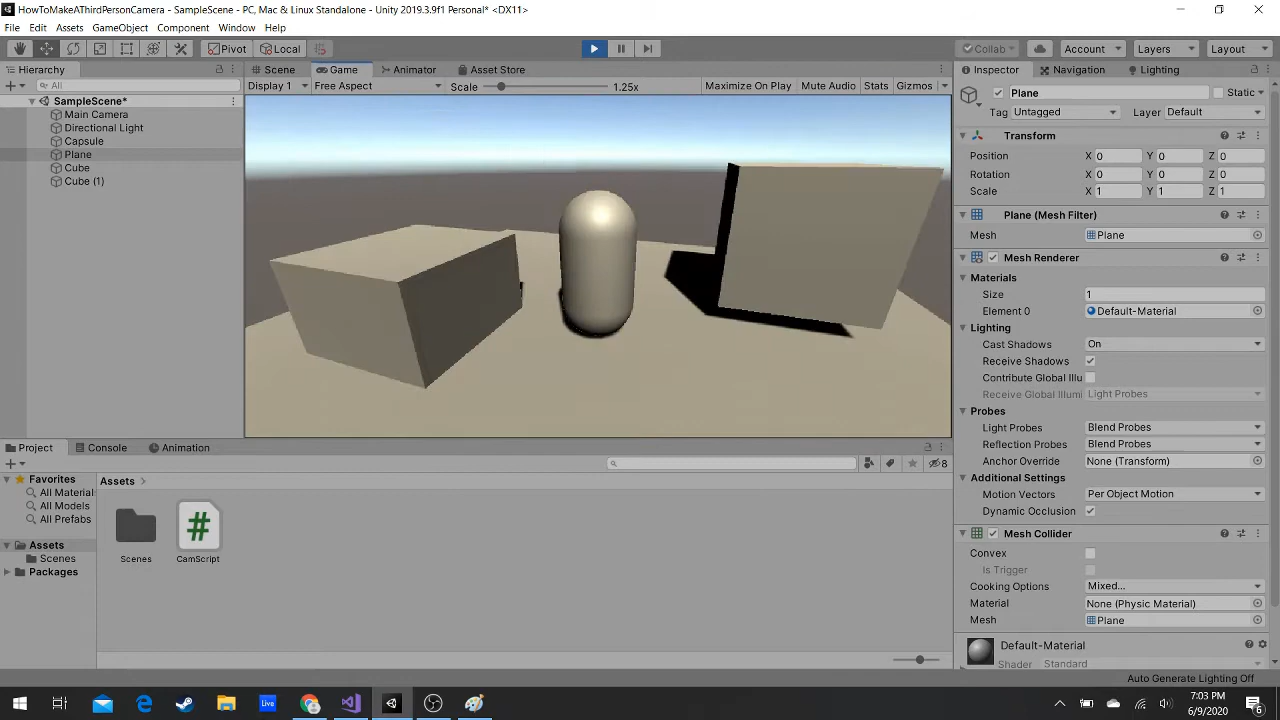 HowToMakeAThirdPersonCamera - SampleScene - PC, Mac & Linux Standalone - Unity 2019.3.9f1 Personal* <DX11>
File Edit Assets GameObject Component Window Help
Pivot Local Collab Account Layers Layout
Hierarchy
All
SampleScene*
Main Camera
Directional Light
Capsule
Plane
Cube
Cube (1)
Scene Game Animator Asset Store
Display 1 Free Aspect Scale 1.25x Maximize On Play Mute Audio Stats Gizmos
Inspector Navigation Lighting
Plane Static
Tag Untagged Layer Default
Transform
Position X 0 Y 0 Z 0
Rotation X 0 Y 0 Z 0
Scale X 1 Y 1 Z 1
Plane (Mesh Filter)
Mesh Plane
Mesh Renderer
Materials
Size 1
Element 0 Default-Material
Lighting
Cast Shadows On
Receive Shadows
Contribute Global Illu
Receive Global Illumi Light Probes
Probes
Light Probes Blend Probes
Reflection Probes Blend Probes
Anchor Override None (Transform)
Additional Settings
Motion Vectors Per Object Motion
Dynamic Occlusion
Mesh Collider
Convex
Is Trigger
Cooking Options Mixed...
Material None (Physic Material)
Mesh Plane
Default-Material
Shader Standard
Project Console Animation
8
Favorites
All Material
All Models
All Prefabs
Assets
Scenes
Packages
Assets
Scenes
CamScript
#
Auto Generate Lighting Off
Live
7:03 PM
6/9/2020
6